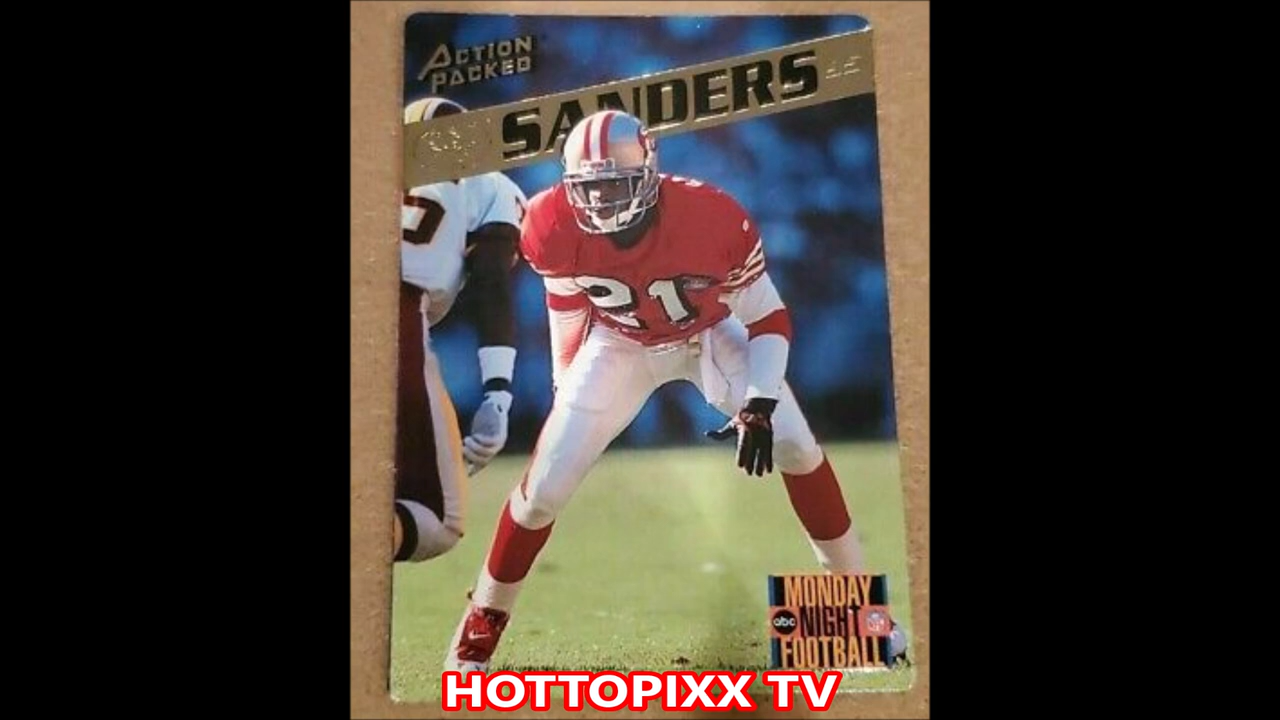 ACTION
PACKED
SANDERS
21
MONDAY
abc NIGHT
FOOTBALL
HOTTOPIXX TV